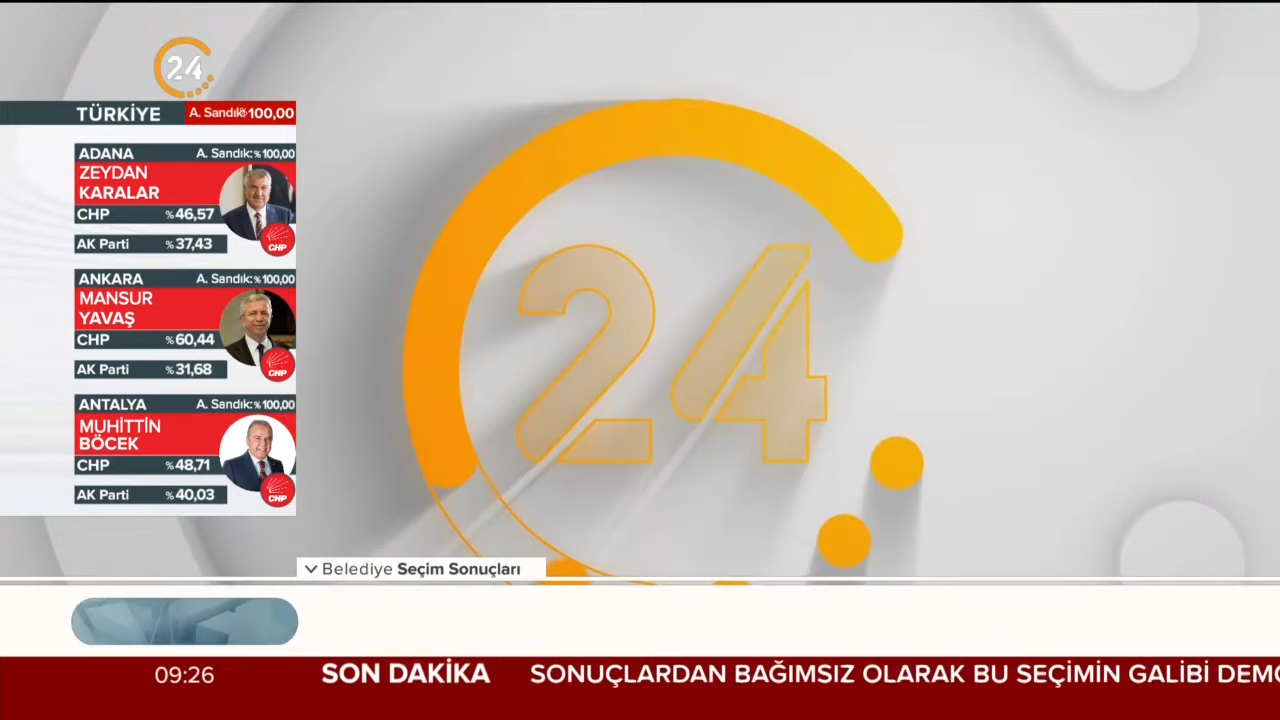 24
TÜRKİYE A. Sandık:%100,00
ADANA A. Sandık:%100,00
ZEYDAN
KARALAR
CHP %46,57
CHP
AK Parti %37,43
ANKARA A. Sandık:%100,00
MANSUR
YAVAŞ
CHP %60,44
CHP
AK Parti %31,68
ANTALYA A. Sandık:%100,00
MUHİTTİN
BÖCEK
CHP %48,71
CHP
AK Parti %40,03
24
Belediye Seçim Sonuçları
09:26 SON DAKİKA SONUÇLARDAN BAĞIMSIZ OLARAK BU SEÇİMİN GALİBİ DEMO